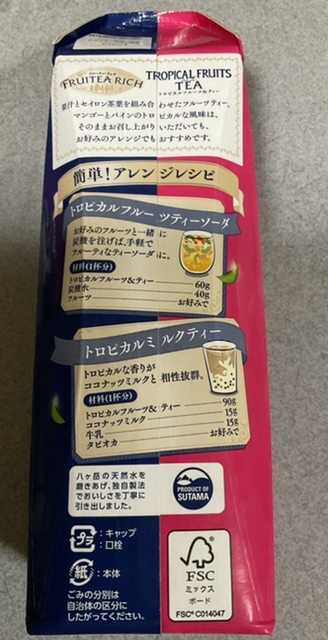 FRUITEA RICH
TROPICAL FRUITS
TEA
トロピカルフルーツ&ティー
果汁とセイロン茶葉を組み合わせたフルーツティー。
マンゴーとパインのトロピカルな風味は、
そのままお召し上がりいただいても、
お好みのアレンジでもおすすめです。
簡単!アレンジレシピ
トロピカルフルーツティーソーダ
お好みのフルーツと一緒に
炭酸を注げば、手軽で
フルーティなティーソーダに。
材料(1杯分)
トロピカルフルーツ&ティー 60g
炭酸水 40g
フルーツ お好みで
トロピカルミルクティー
トロピカルな香りが
ココナッツミルクと相性抜群。
材料(1杯分)
トロピカルフルーツ&ティー 90g
ココナッツミルク 15g
牛乳 15g
タピオカ お好みで
八ヶ岳の天然水を
磨きあげ、独自製法
でおいしさを丁寧に
引き出しました。
PRODUCT OF
SUTAMA
プラ
:キャップ
:口栓
紙
:本体
ごみの分別は
自治体の区分に
したがってください。
FSC
ミックス
ボード
FSC® C014047